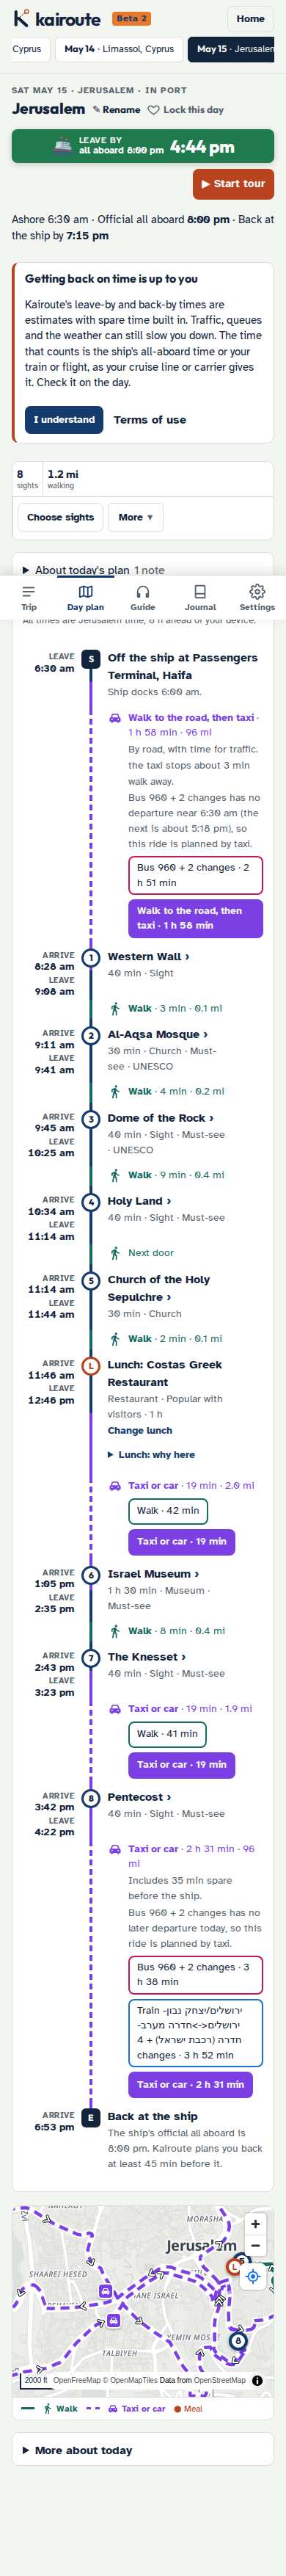 kairoute Beta 2 Home
Cyprus May 14 · Limassol, Cyprus May 15 · Jerusalem
SAT MAY 15 · JERUSALEM · IN PORT
Jerusalem ✎ Rename Lock this day
LEAVE BY
all aboard 8:00 pm 4:44 pm
▶ Start tour
Ashore 6:30 am · Official all aboard 8:00 pm · Back at
the ship by 7:15 pm
Getting back on time is up to you
Kairoute's leave-by and back-by times are
estimates with spare time built in. Traffic, queues
and the weather can still slow you down. The time
that counts is the ship's all-aboard time or your
train or flight, as your cruise line or carrier gives
it. Check it on the day.
I understand Terms of use
8 1.2 mi
sights walking
Choose sights More ▾
▶ About today's plan 1 note
Trip Day plan Guide Journal Settings
All times are Jerusalem time, 8 h ahead of your device.
LEAVE
6:30 am
S
Off the ship at Passengers
Terminal, Haifa
Ship docks 6:00 am.
Walk to the road, then taxi ·
1 h 58 min · 96 mi
By road, with time for traffic.
the taxi stops about 3 min
walk away.
Bus 960 + 2 changes has no
departure near 6:30 am (the
next is about 5:18 pm), so
this ride is planned by taxi.
Bus 960 + 2 changes · 2
h 51 min
Walk to the road, then
taxi · 1 h 58 min
ARRIVE
8:28 am
LEAVE
9:08 am
1
Western Wall ›
40 min · Sight
Walk · 3 min · 0.1 mi
ARRIVE
9:11 am
LEAVE
9:41 am
2
Al-Aqsa Mosque ›
30 min · Church · Must-
see · UNESCO
Walk · 4 min · 0.2 mi
ARRIVE
9:45 am
LEAVE
10:25 am
3
Dome of the Rock ›
40 min · Sight · Must-see
· UNESCO
Walk · 9 min · 0.4 mi
ARRIVE
10:34 am
LEAVE
11:14 am
4
Holy Land ›
40 min · Sight · Must-see
Next door
ARRIVE
11:14 am
LEAVE
11:44 am
5
Church of the Holy
Sepulchre ›
30 min · Church
Walk · 2 min · 0.1 mi
ARRIVE
11:46 am
LEAVE
12:46 pm
L
Lunch: Costas Greek
Restaurant
Restaurant · Popular with
visitors · 1 h
Change lunch
▶ Lunch: why here
Taxi or car · 19 min · 2.0 mi
Walk · 42 min
Taxi or car · 19 min
ARRIVE
1:05 pm
LEAVE
2:35 pm
6
Israel Museum ›
1 h 30 min · Museum ·
Must-see
Walk · 8 min · 0.4 mi
ARRIVE
2:43 pm
LEAVE
3:23 pm
7
The Knesset ›
40 min · Sight · Must-see
Taxi or car · 19 min · 1.9 mi
Walk · 41 min
Taxi or car · 19 min
ARRIVE
3:42 pm
LEAVE
4:22 pm
8
Pentecost ›
40 min · Sight · Must-see
Taxi or car · 2 h 31 min · 96
mi
Includes 35 min spare
before the ship.
Bus 960 + 2 changes has no
later departure today, so this
ride is planned by taxi.
Bus 960 + 2 changes · 3
h 38 min
Train ירושלים/יצחק נבון-
ירושלים<->חדרה מערב-
חדרה (רכבת ישראל) + 4
changes · 3 h 52 min
Taxi or car · 2 h 31 min
ARRIVE
6:53 pm
E
Back at the ship
The ship's official all aboard is
8:00 pm. Kairoute plans you back
at least 45 min before it.
MORASHA
Jerusalem
SHAAREI HESED
ZIHRONE ISRAEL
YEMIN MOSHE
TALBIYEH
L
8
+
−
2000 ft OpenFreeMap © OpenMapTiles Data from OpenStreetMap
Walk Taxi or car Meal
▶ More about today